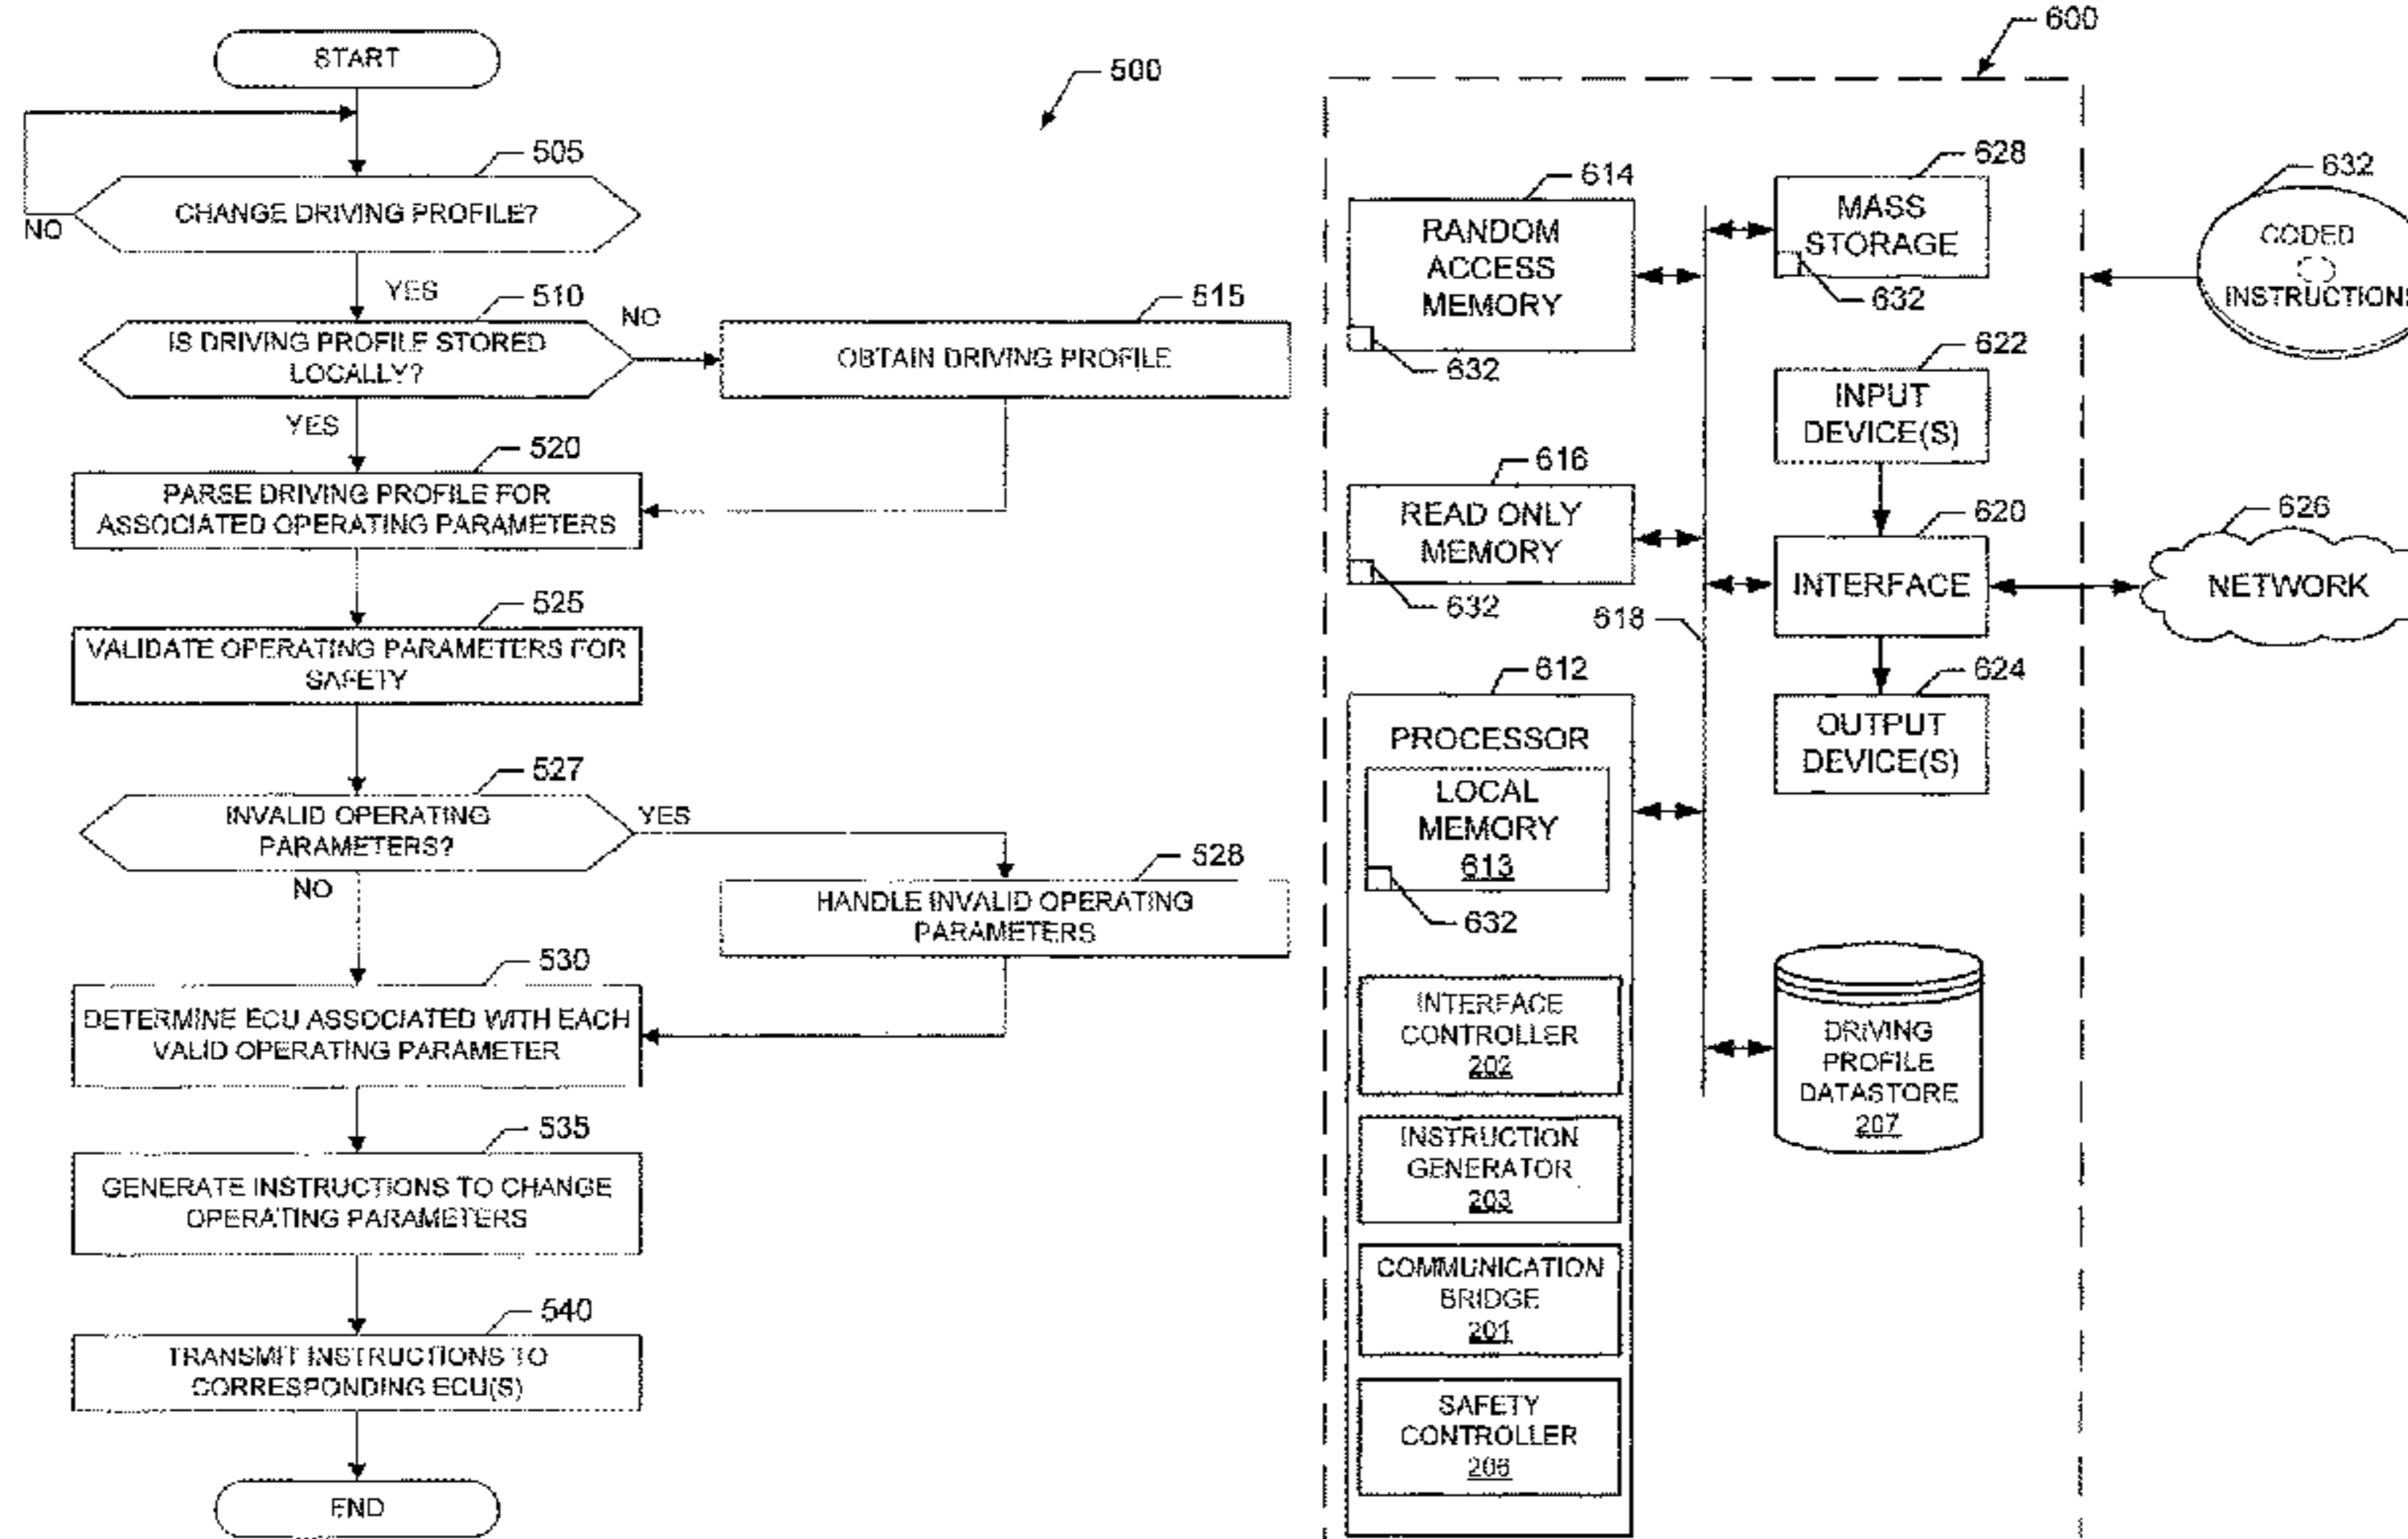 START
500
505
CHANGE DRIVING PROFILE?
NO
YES
510
IS DRIVING PROFILE STORED
LOCALLY?
NO
515
OBTAIN DRIVING PROFILE
YES
520
PARSE DRIVING PROFILE FOR
ASSOCIATED OPERATING PARAMETERS
525
VALIDATE OPERATING PARAMETERS FOR
SAFETY
527
INVALID OPERATING
PARAMETERS?
YES
NO
528
HANDLE INVALID OPERATING
PARAMETERS
530
DETERMINE ECU ASSOCIATED WITH EACH
VALID OPERATING PARAMETER
535
GENERATE INSTRUCTIONS TO CHANGE
OPERATING PARAMETERS
540
TRANSMIT INSTRUCTIONS TO
CORRESPONDING ECU(S)
END
600
614
RANDOM
ACCESS
MEMORY
632
628
MASS
STORAGE
632
632
CODED
INSTRUCTIONS
622
INPUT
DEVICE(S)
616
READ ONLY
MEMORY
632
620
INTERFACE
626
NETWORK
618
624
OUTPUT
DEVICE(S)
612
PROCESSOR
LOCAL
MEMORY
613
632
INTERFACE
CONTROLLER
202
INSTRUCTION
GENERATOR
203
COMMUNICATION
BRIDGE
201
SAFETY
CONTROLLER
206
DRIVING
PROFILE
DATASTORE
207